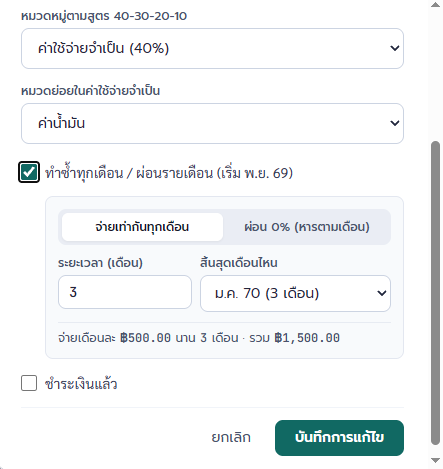 หมวดหมู่ตามสูตร 40-30-20-10
ค่าใช้จ่ายจำเป็น (40%)
หมวดย่อยในค่าใช้จ่ายจำเป็น
ค่าน้ำมัน
ทำซ้ำทุกเดือน / ผ่อนรายเดือน (เริ่ม พ.ย. 69)
จ่ายเท่ากันทุกเดือน ผ่อน 0% (หารตามเดือน)
ระยะเวลา (เดือน) สิ้นสุดเดือนไหน
3 ม.ค. 70 (3 เดือน)
จ่ายเดือนละ ฿500.00 นาน 3 เดือน · รวม ฿1,500.00
ชำระเงินแล้ว
ยกเลิก บันทึกการแก้ไข